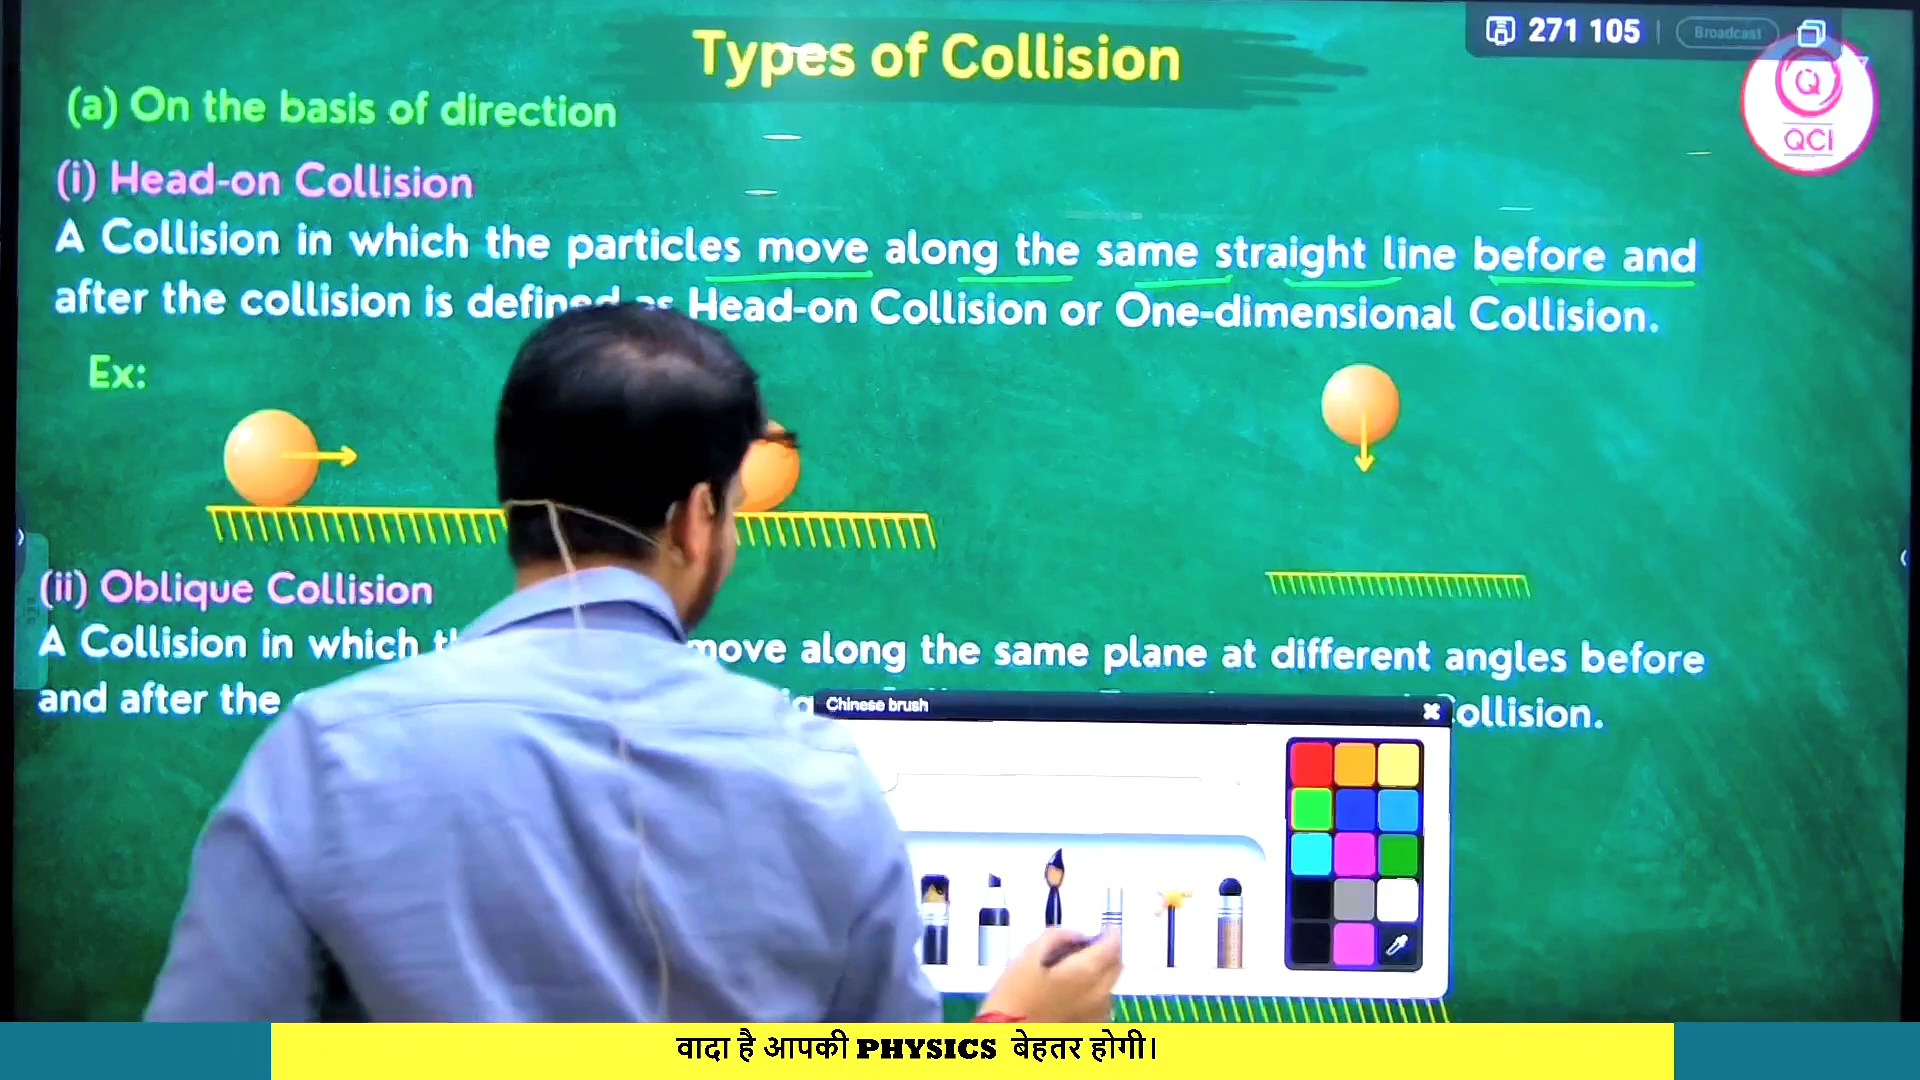 Types of Collision
271 105
Broadcast
Q
QCI
(a) On the basis of direction
(i) Head-on Collision
A Collision in which the particles move along the same straight line before and
after the collision is defined as Head-on Collision or One-dimensional Collision.
Ex:
(ii) Oblique Collision
A Collision in which move along the same plane at different angles before
and after the ollision.
Chinese brush
वादा है आपकी PHYSICS बेहतर होगी।